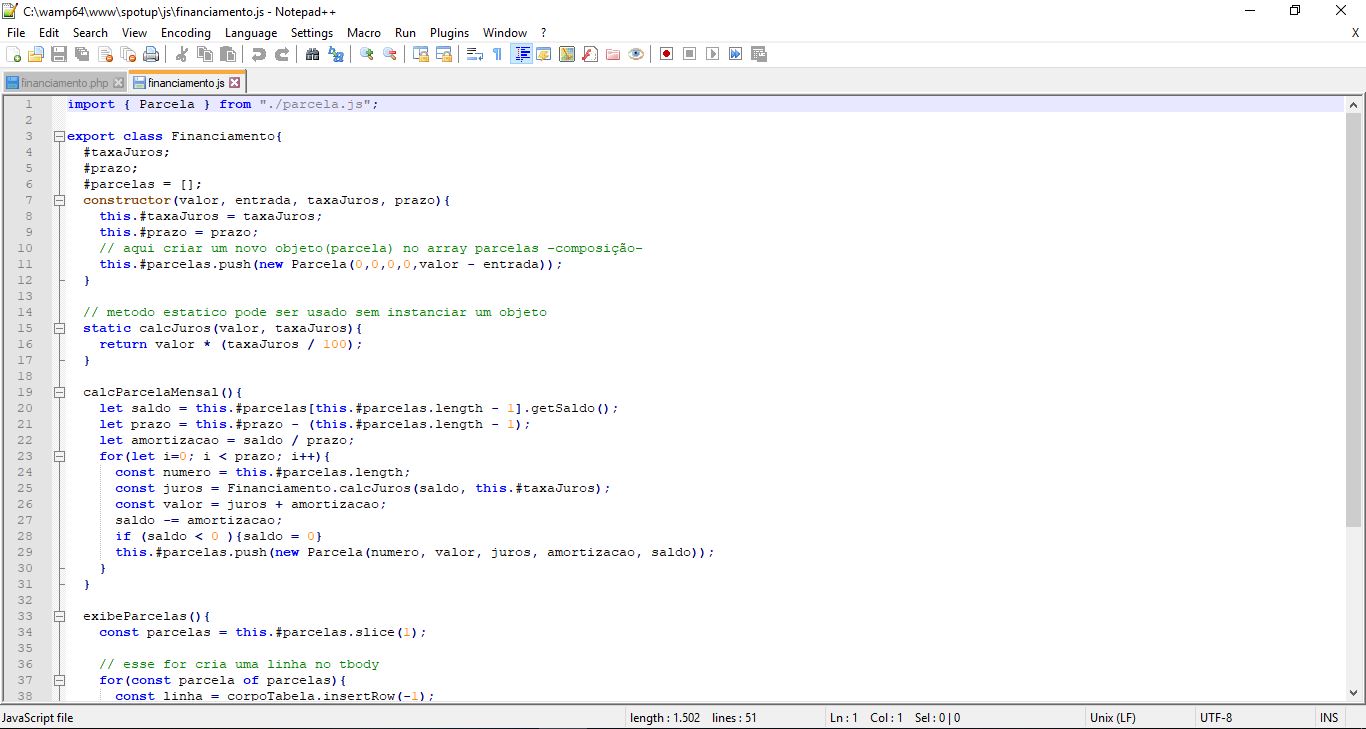 C:\wamp64\www\spotup\js\financiamento.js - Notepad++
File Edit Search View Encoding Language Settings Macro Run Plugins Window ? X
financiamento.php financiamento.js
1 import { Parcela } from "./parcela.js";
2
3 export class Financiamento{
4 #taxaJuros;
5 #prazo;
6 #parcelas = [];
7 constructor(valor, entrada, taxaJuros, prazo){
8 this.#taxaJuros = taxaJuros;
9 this.#prazo = prazo;
10 // aqui criar um novo objeto(parcela) no array parcelas -composição-
11 this.#parcelas.push(new Parcela(0,0,0,0,valor - entrada));
12 }
13
14 // metodo estatico pode ser usado sem instanciar um objeto
15 static calcJuros(valor, taxaJuros){
16 return valor * (taxaJuros / 100);
17 }
18
19 calcParcelaMensal(){
20 let saldo = this.#parcelas[this.#parcelas.length - 1].getSaldo();
21 let prazo = this.#prazo - (this.#parcelas.length - 1);
22 let amortizacao = saldo / prazo;
23 for(let i=0; i < prazo; i++){
24 const numero = this.#parcelas.length;
25 const juros = Financiamento.calcJuros(saldo, this.#taxaJuros);
26 const valor = juros + amortizacao;
27 saldo -= amortizacao;
28 if (saldo < 0 ){saldo = 0}
29 this.#parcelas.push(new Parcela(numero, valor, juros, amortizacao, saldo));
30 }
31 }
32
33 exibeParcelas(){
34 const parcelas = this.#parcelas.slice(1);
35
36 // esse for cria uma linha no tbody
37 for(const parcela of parcelas){
38 const linha = corpoTabela.insertRow(-1);
JavaScript file length : 1.502 lines : 51 Ln : 1 Col : 1 Sel : 0 | 0 Unix (LF) UTF-8 INS